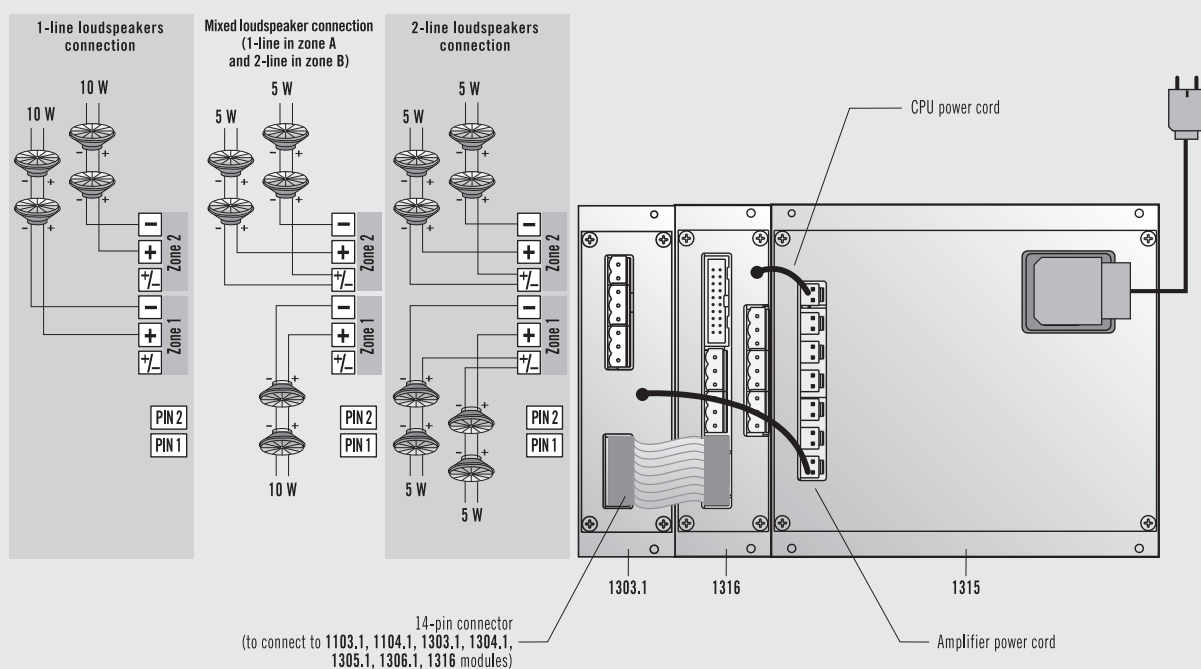 1-line loudspeakers
connection
10 W
10 W
- +
- +
- +
- +
−
+
+/−
Zone 2
−
+
+/−
Zone 1
PIN 2
PIN 1
Mixed loudspeaker connection
(1-line in zone A
and 2-line in zone B)
5 W
5 W
- +
- +
- +
- +
−
+
+/−
Zone 2
−
+
+/−
Zone 1
- +
- +
10 W
PIN 2
PIN 1
2-line loudspeakers
connection
5 W
5 W
- +
- +
- +
- +
−
+
+/−
Zone 2
−
+
+/−
Zone 1
- +
- +
- +
- +
5 W
5 W
PIN 2
PIN 1
CPU power cord
1303.1
1316
1315
14-pin connector
(to connect to 1103.1, 1104.1, 1303.1, 1304.1,
1305.1, 1306.1, 1316 modules)
Amplifier power cord